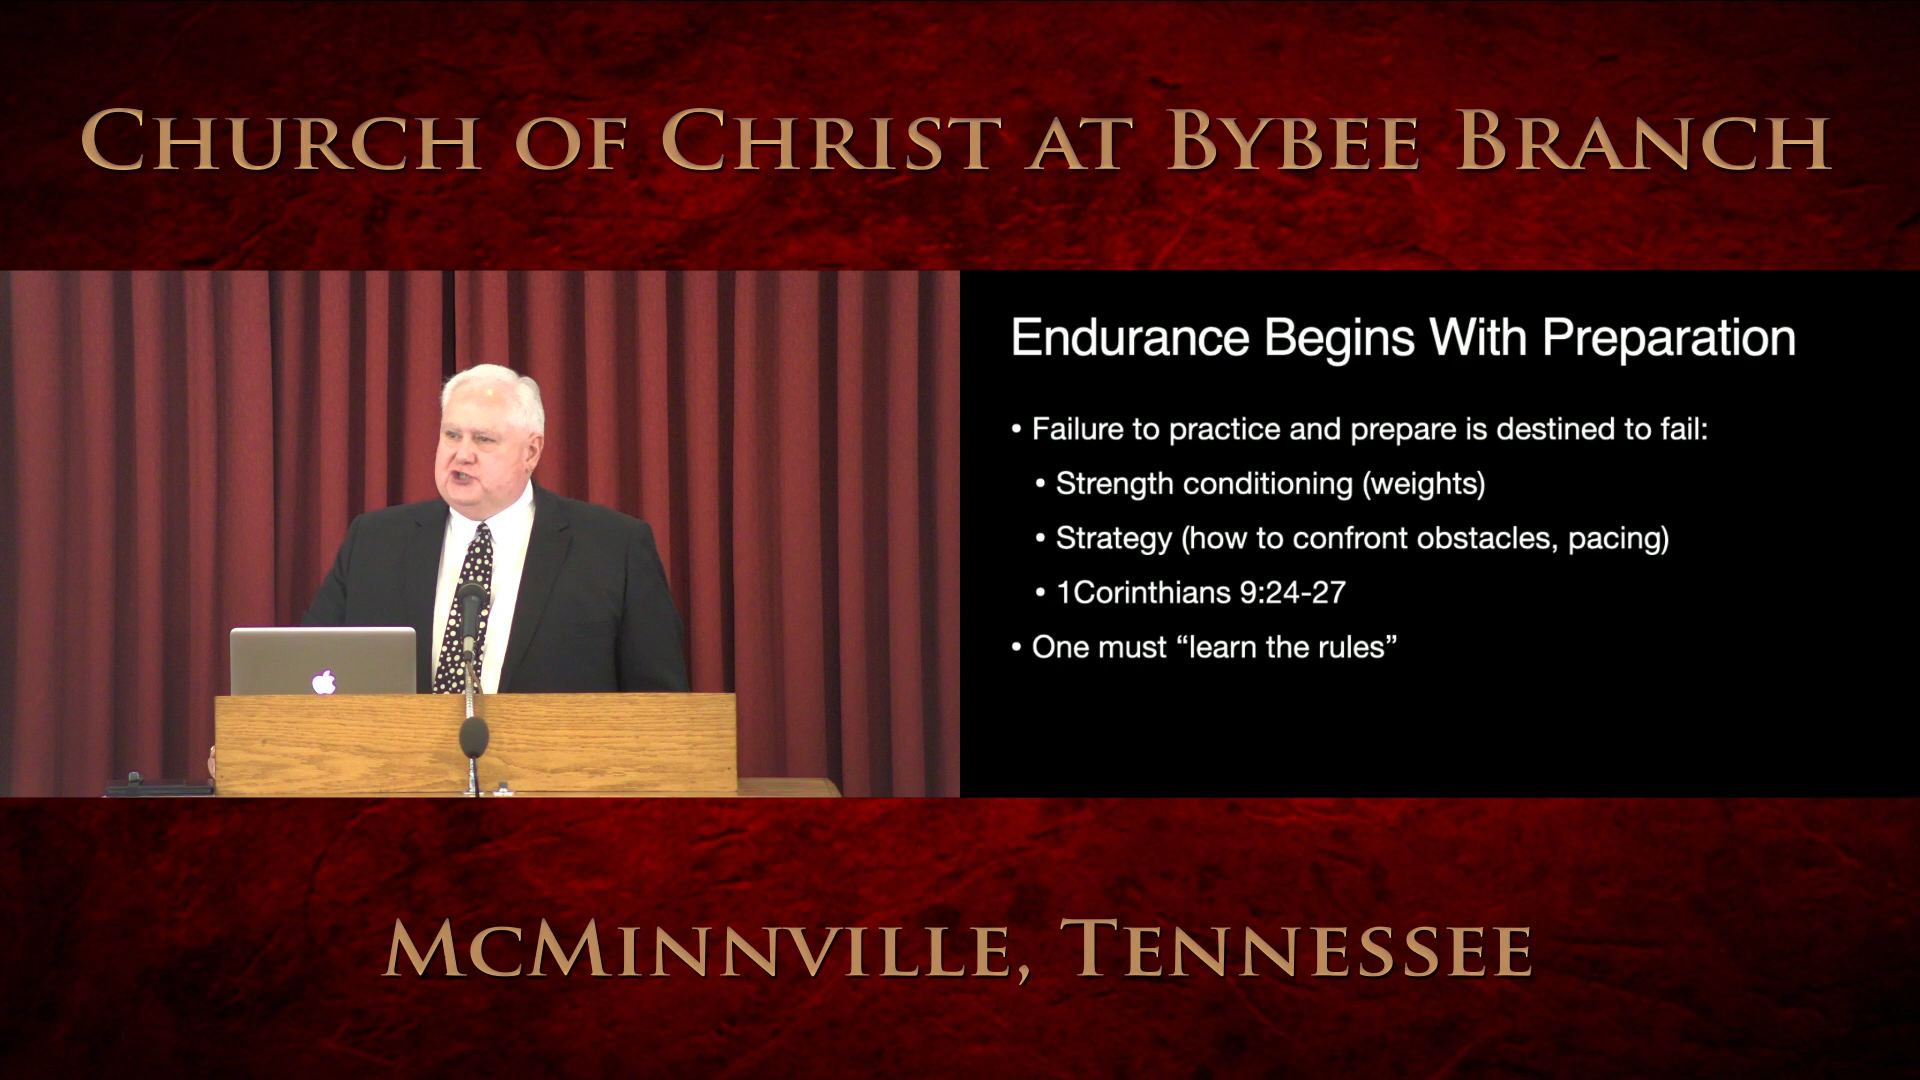 CHURCH OF CHRIST AT BYBEE BRANCH
Endurance Begins With Preparation
• Failure to practice and prepare is destined to fail:
• Strength conditioning (weights)
• Strategy (how to confront obstacles, pacing)
• 1Corinthians 9:24-27
• One must “learn the rules”
MCMINNVILLE, TENNESSEE